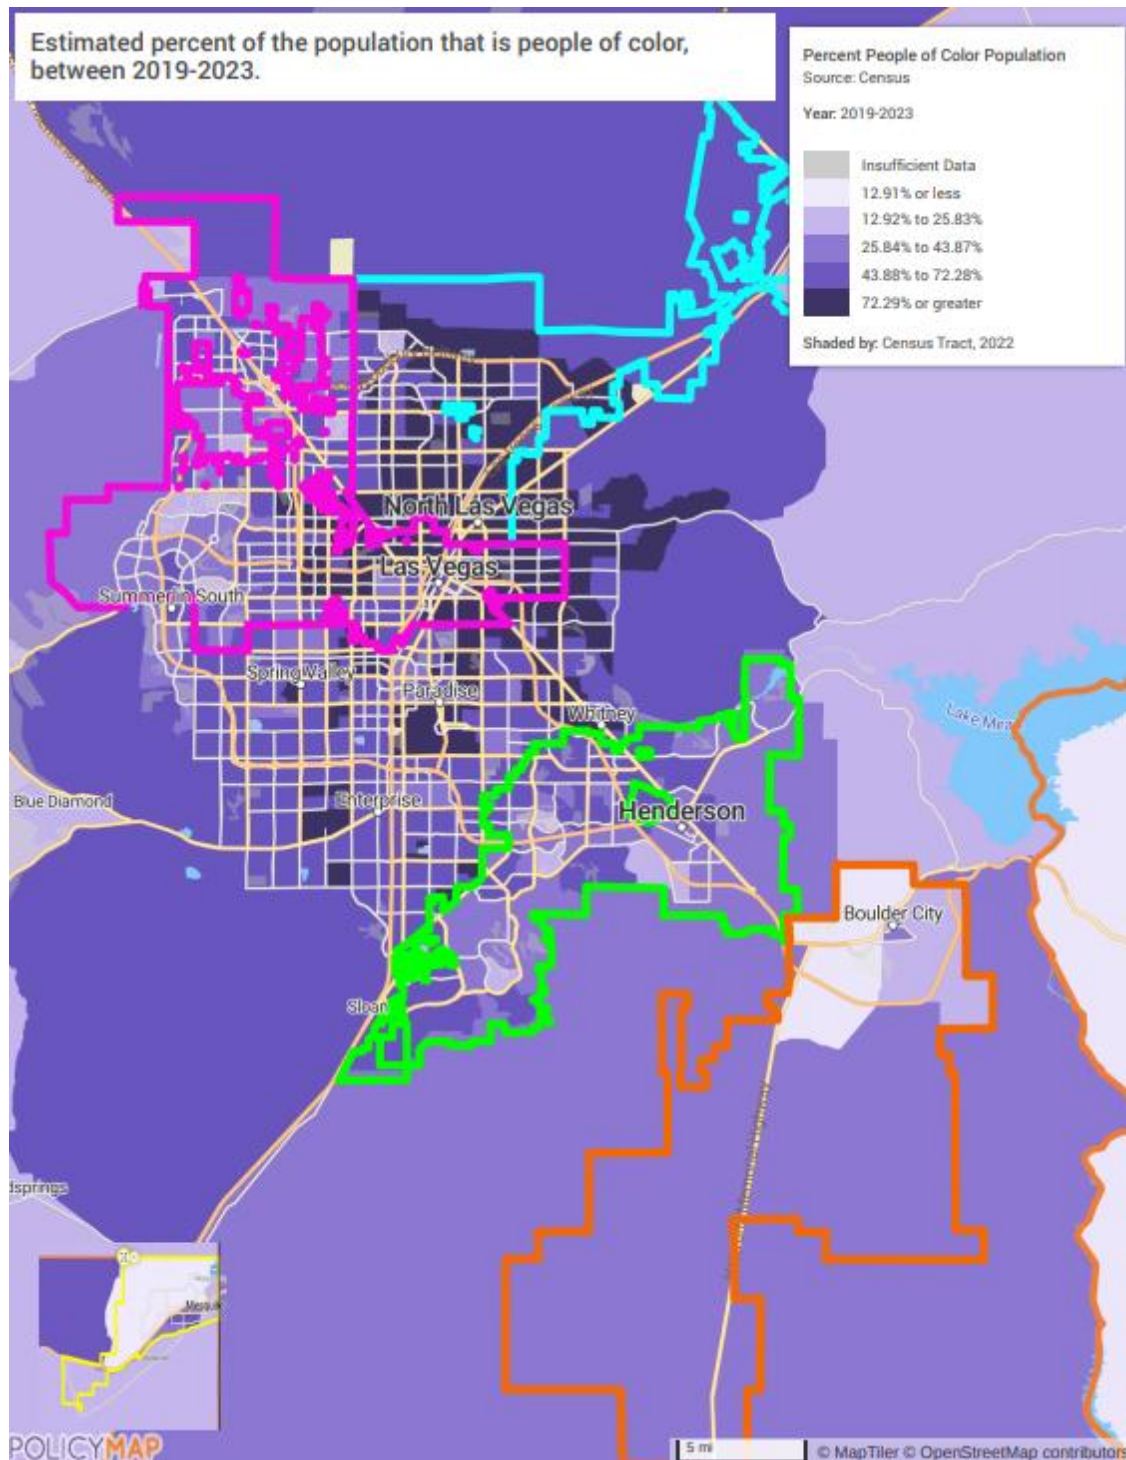 Estimated percent of the population that is people of color,
between 2019-2023.
Percent People of Color Population
Source: Census
Year: 2019-2023
Insufficient Data
12.91% or less
12.92% to 25.83%
25.84% to 43.87%
43.88% to 72.28%
72.29% or greater
Shaded by: Census Tract, 2022
North Las Vegas
Las Vegas
Summerlin South
Spring Valley
Paradise
Whitney
Lake Mea
Blue Diamond
Enterprise
Henderson
Boulder City
Sloan
dsprings
Mesqui
POLICYMAP
5 mi
© MapTiler © OpenStreetMap contributors